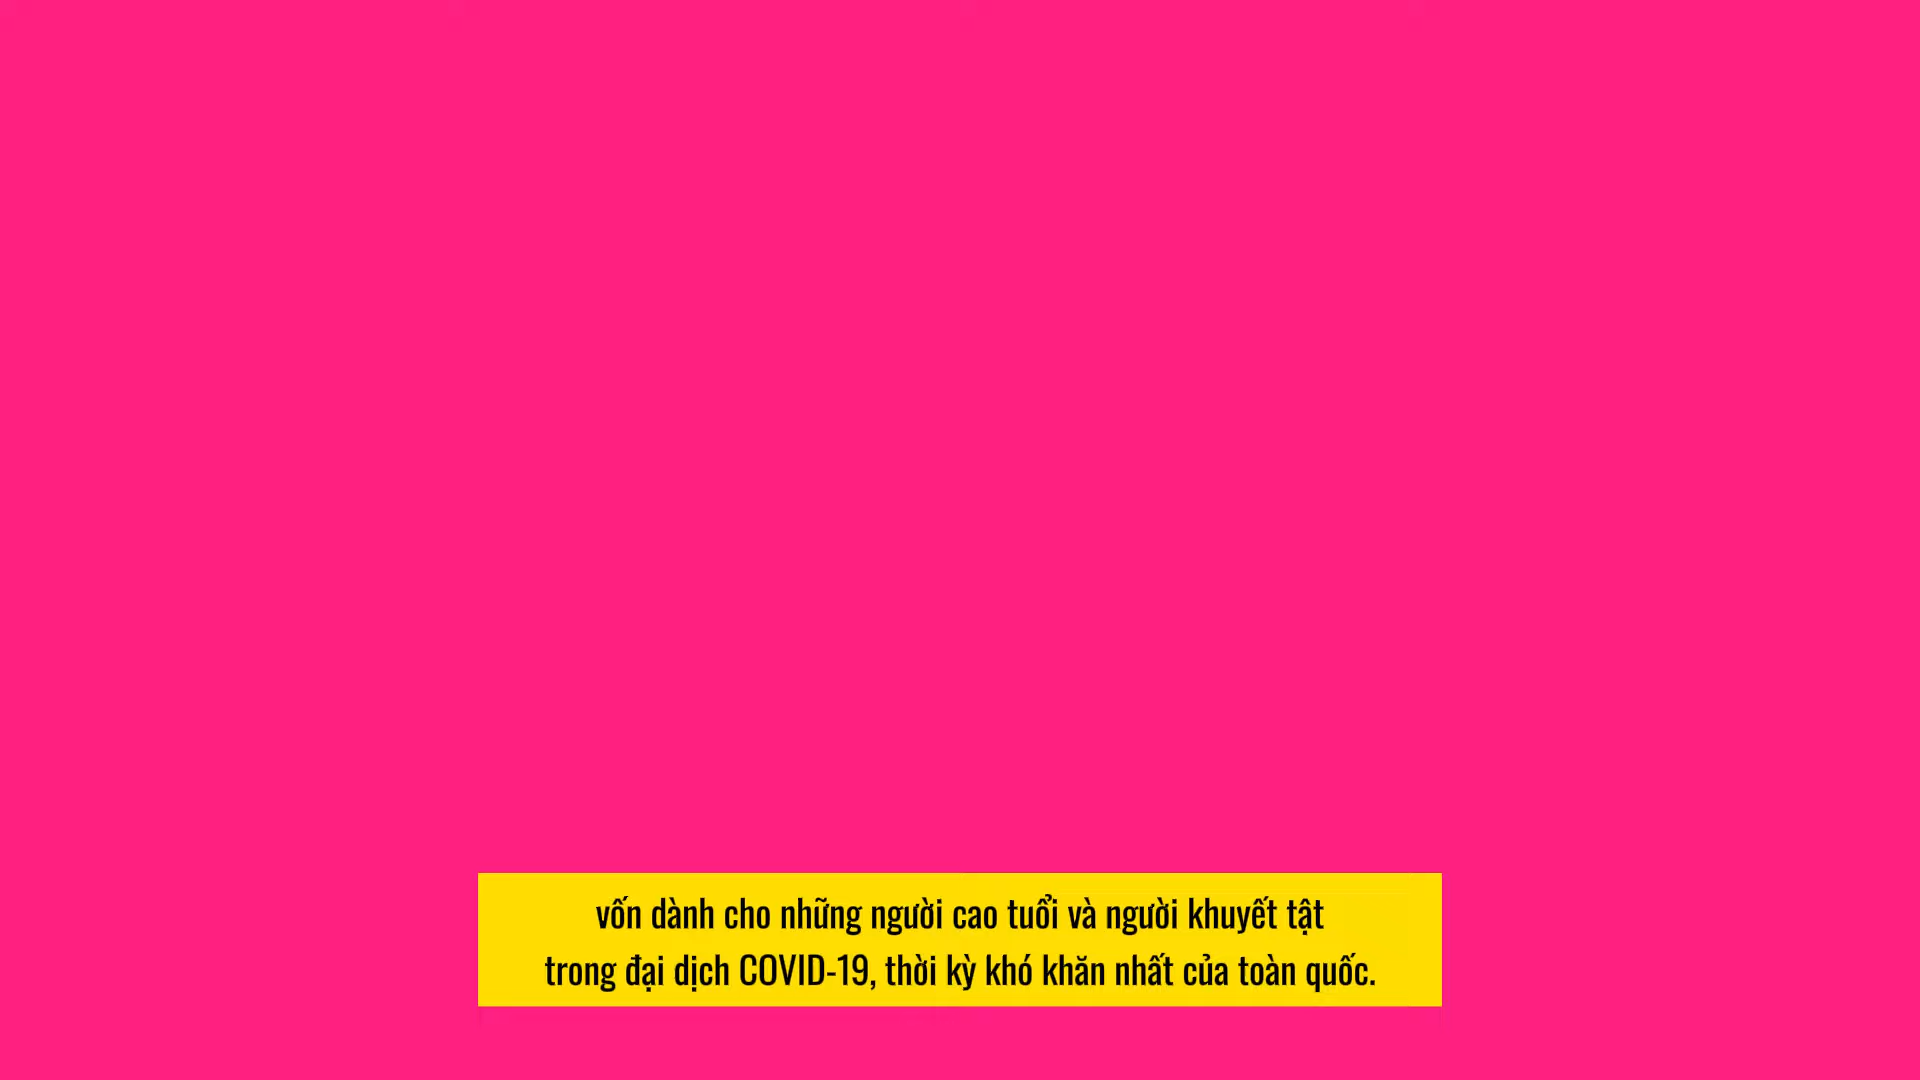 vốn dành cho những người cao tuổi và người khuyết tật
trong đại dịch COVID-19, thời kỳ khó khăn nhất của toàn quốc.